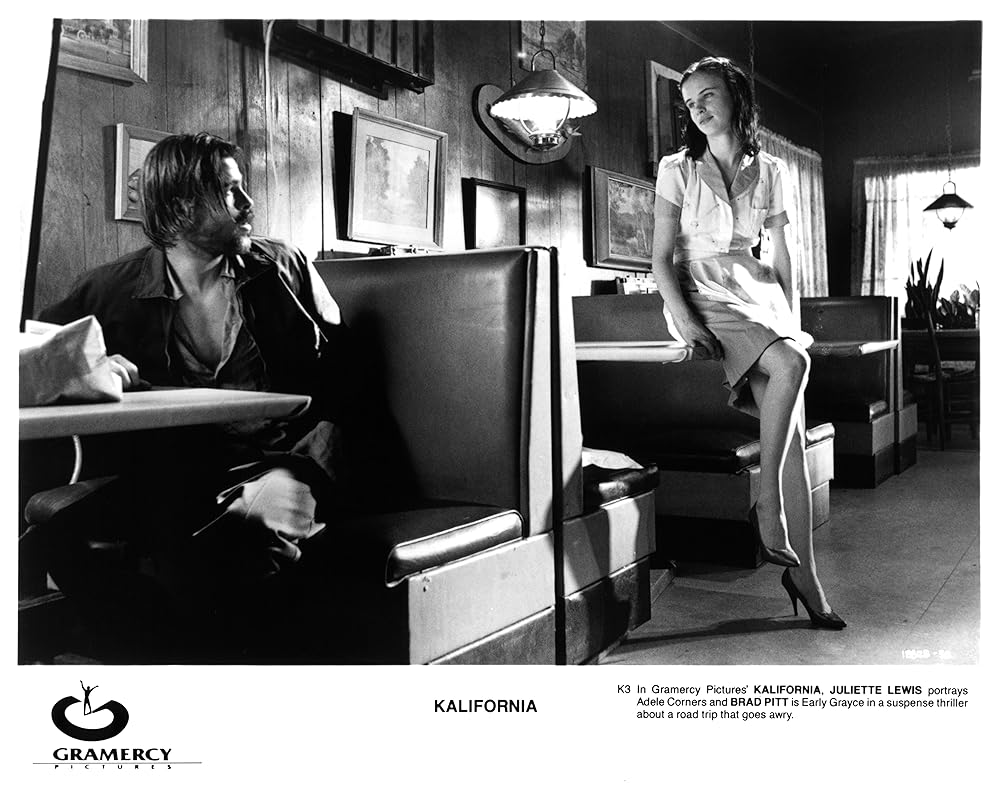 KALIFORNIA
K3 In Gramercy Pictures' KALIFORNIA, JULIETTE LEWIS portrays
Adele Corners and BRAD PITT is Early Grayce in a suspense thriller
about a road trip that goes awry.
GRAMERCY
PICTURES